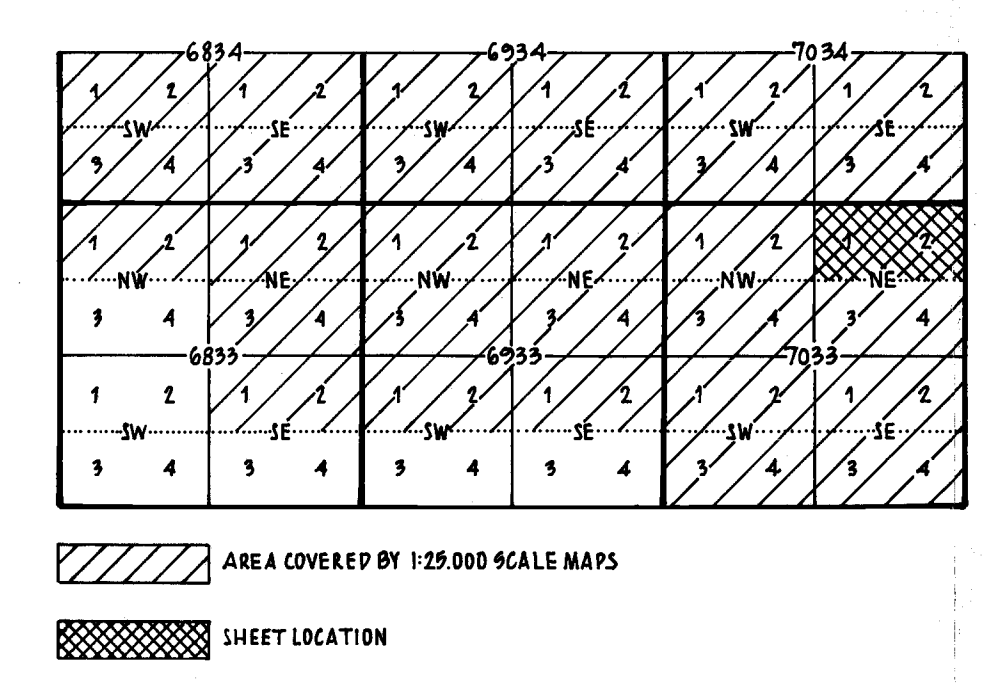 6834 6934 7034
1 2 1 2 1 2 1 2 1 2 1 2
SW SE SW SE SW SE
3 4 3 4 3 4 3 4 3 4 3 4
1 2 1 2 1 2 1 2 1 2 1 2
NW NE NW NE NW NE
3 4 3 4 3 4 3 4 3 4 3 4
6833 6933 7033
1 2 1 2 1 2 1 2 1 2 1 2
SW SE SW SE SW SE
3 4 3 4 3 4 3 4 3 4 3 4
AREA COVERED BY 1:25.000 SCALE MAPS
SHEET LOCATION